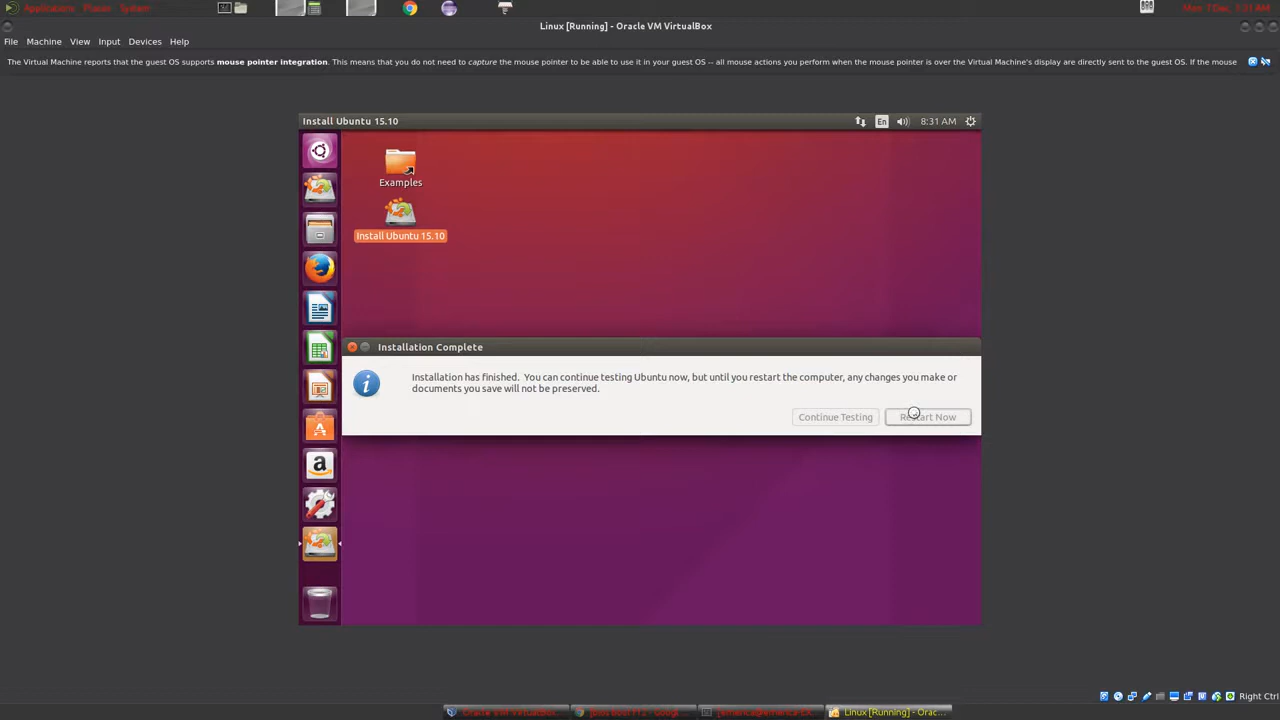 Applications Places System
Linux [Running] - Oracle VM VirtualBox
File Machine View Input Devices Help
The Virtual Machine reports that the guest OS supports mouse pointer integration. This means that you do not need to capture the mouse pointer to be able to use it in your guest OS -- all mouse actions you perform when the mouse pointer is over the Virtual Machine's display are directly sent to the guest OS. If the mouse
Install Ubuntu 15.10
En
8:31 AM
Examples
Install Ubuntu 15.10
Installation Complete
Installation has finished. You can continue testing Ubuntu now, but until you restart the computer, any changes you make or
documents you save will not be preserved.
Continue Testing
Restart Now
Right Ctrl
Oracle VM VirtualBox
Linux [Running] - Orac...